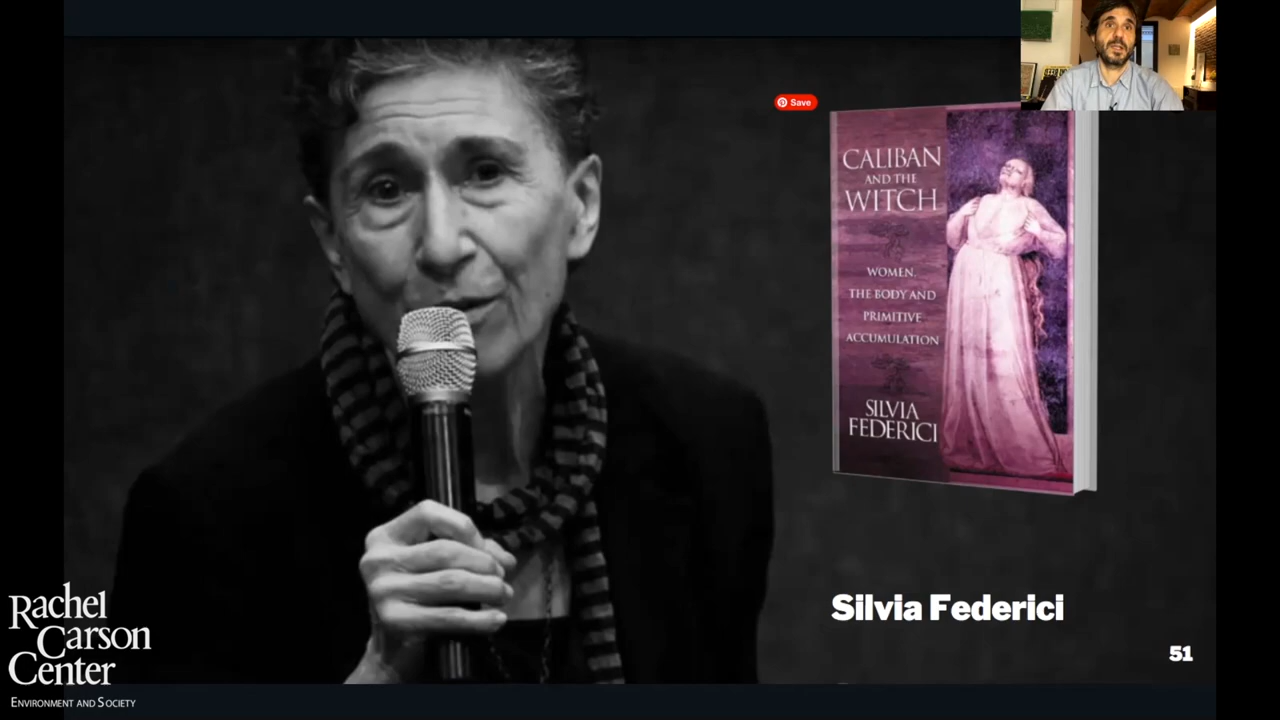 Save
CALIBAN
AND THE
WITCH
WOMEN,
THE BODY AND
PRIMITIVE
ACCUMULATION
SILVIA
FEDERICI
Silvia Federici
51
Rachel
Carson
Center
ENVIRONMENT AND SOCIETY